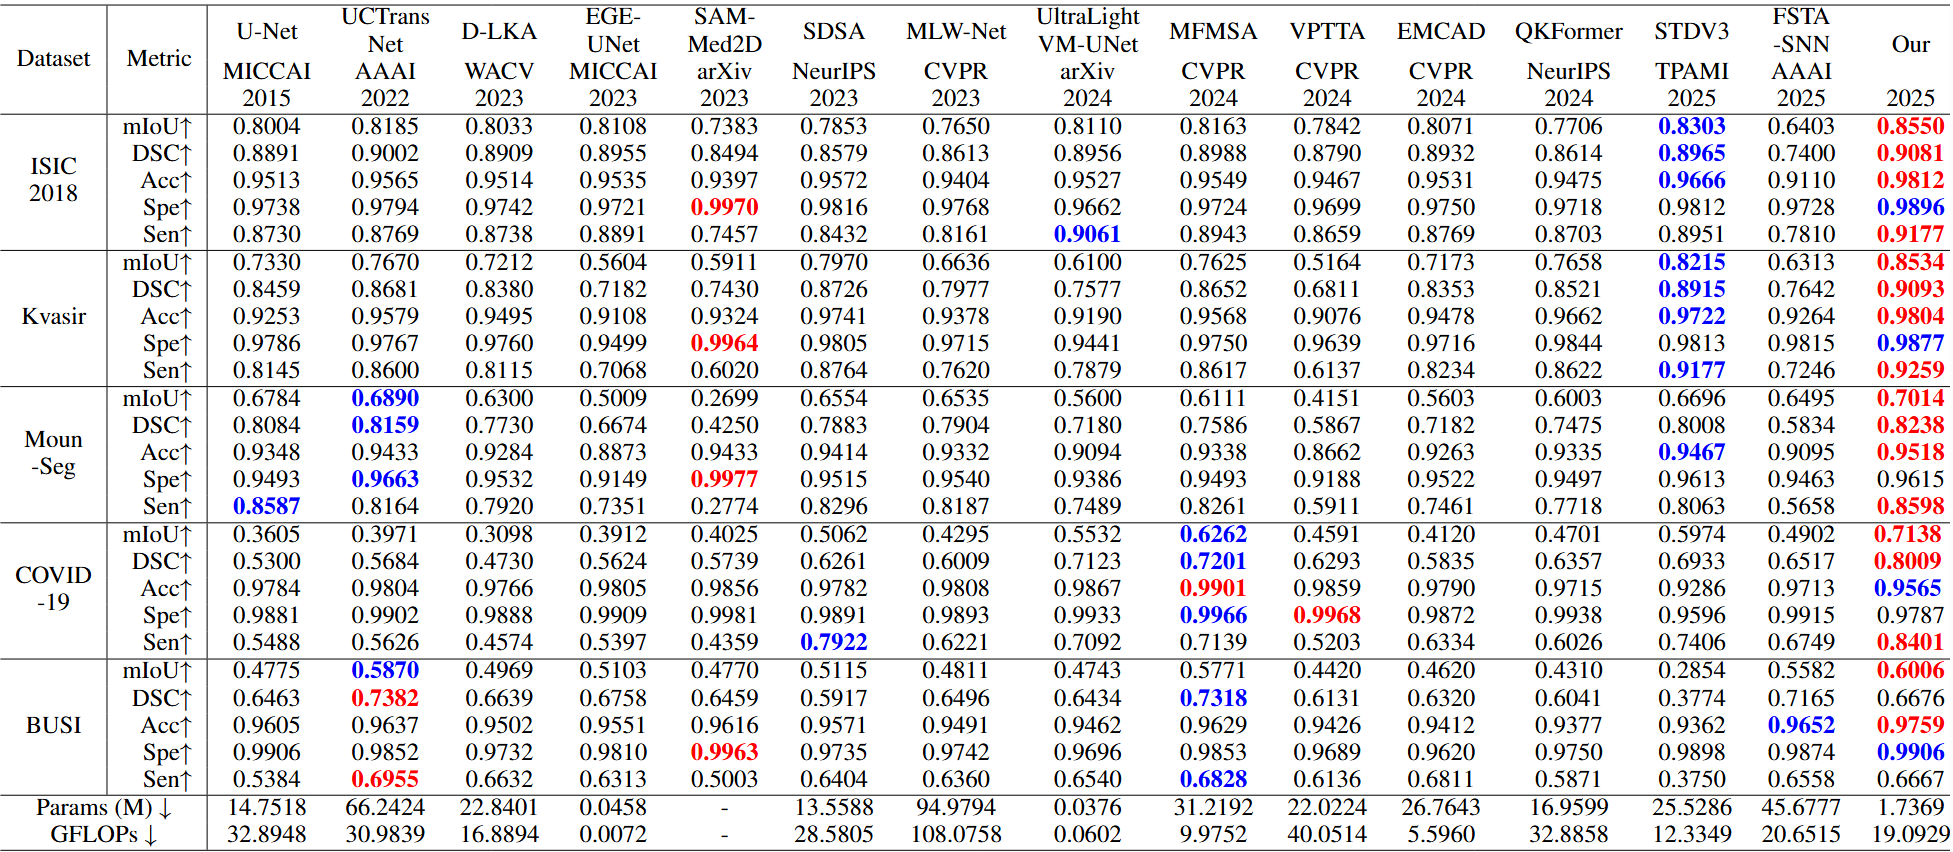 Dataset Metric U-Net UCTrans Net D-LKA EGE-UNet SAM-Med2D SDSA MLW-Net UltraLight VM-UNet MFMSA VPTTA EMCAD QKFormer STDV3 FSTA -SNN Our
MICCAI AAAI WACV MICCAI arXiv NeurIPS CVPR arXiv CVPR CVPR CVPR NeurIPS TPAMI AAAI
2015 2022 2023 2023 2023 2023 2023 2024 2024 2024 2024 2024 2025 2025 2025
ISIC 2018
mIoU↑ 0.8004 0.8185 0.8033 0.8108 0.7383 0.7853 0.7650 0.8110 0.8163 0.7842 0.8071 0.7706 0.8303 0.6403 0.8550
DSC↑ 0.8891 0.9002 0.8909 0.8955 0.8494 0.8579 0.8613 0.8956 0.8988 0.8790 0.8932 0.8614 0.8965 0.7400 0.9081
Acc↑ 0.9513 0.9565 0.9514 0.9535 0.9397 0.9572 0.9404 0.9527 0.9549 0.9467 0.9531 0.9475 0.9666 0.9110 0.9812
Spe↑ 0.9738 0.9794 0.9742 0.9721 0.9970 0.9816 0.9768 0.9662 0.9724 0.9699 0.9750 0.9718 0.9812 0.9728 0.9896
Sen↑ 0.8730 0.8769 0.8738 0.8891 0.7457 0.8432 0.8161 0.9061 0.8943 0.8659 0.8769 0.8703 0.8951 0.7810 0.9177
Kvasir
mIoU↑ 0.7330 0.7670 0.7212 0.5604 0.5911 0.7970 0.6636 0.6100 0.7625 0.5164 0.7173 0.7658 0.8215 0.6313 0.8534
DSC↑ 0.8459 0.8681 0.8380 0.7182 0.7430 0.8726 0.7977 0.7577 0.8652 0.6811 0.8353 0.8521 0.8915 0.7642 0.9093
Acc↑ 0.9253 0.9579 0.9495 0.9108 0.9324 0.9741 0.9378 0.9190 0.9568 0.9076 0.9478 0.9662 0.9722 0.9264 0.9804
Spe↑ 0.9786 0.9767 0.9760 0.9499 0.9964 0.9805 0.9715 0.9441 0.9750 0.9639 0.9716 0.9844 0.9813 0.9815 0.9877
Sen↑ 0.8145 0.8600 0.8115 0.7068 0.6020 0.8764 0.7620 0.7879 0.8617 0.6137 0.8234 0.8622 0.9177 0.7246 0.9259
Moun -Seg
mIoU↑ 0.6784 0.6890 0.6300 0.5009 0.2699 0.6554 0.6535 0.5600 0.6111 0.4151 0.5603 0.6003 0.6696 0.6495 0.7014
DSC↑ 0.8084 0.8159 0.7730 0.6674 0.4250 0.7883 0.7904 0.7180 0.7586 0.5867 0.7182 0.7475 0.8008 0.5834 0.8238
Acc↑ 0.9348 0.9433 0.9284 0.8873 0.9433 0.9414 0.9332 0.9094 0.9338 0.8662 0.9263 0.9335 0.9467 0.9095 0.9518
Spe↑ 0.9493 0.9663 0.9532 0.9149 0.9977 0.9515 0.9540 0.9386 0.9493 0.9188 0.9522 0.9497 0.9613 0.9463 0.9615
Sen↑ 0.8587 0.8164 0.7920 0.7351 0.2774 0.8296 0.8187 0.7489 0.8261 0.5911 0.7461 0.7718 0.8063 0.5658 0.8598
COVID -19
mIoU↑ 0.3605 0.3971 0.3098 0.3912 0.4025 0.5062 0.4295 0.5532 0.6262 0.4591 0.4120 0.4701 0.5974 0.4902 0.7138
DSC↑ 0.5300 0.5684 0.4730 0.5624 0.5739 0.6261 0.6009 0.7123 0.7201 0.6293 0.5835 0.6357 0.6933 0.6517 0.8009
Acc↑ 0.9784 0.9804 0.9766 0.9805 0.9856 0.9782 0.9808 0.9867 0.9901 0.9859 0.9790 0.9715 0.9286 0.9713 0.9565
Spe↑ 0.9881 0.9902 0.9888 0.9909 0.9981 0.9891 0.9893 0.9933 0.9966 0.9968 0.9872 0.9938 0.9596 0.9915 0.9787
Sen↑ 0.5488 0.5626 0.4574 0.5397 0.4359 0.7922 0.6221 0.7092 0.7139 0.5203 0.6334 0.6026 0.7406 0.6749 0.8401
BUSI
mIoU↑ 0.4775 0.5870 0.4969 0.5103 0.4770 0.5115 0.4811 0.4743 0.5771 0.4420 0.4620 0.4310 0.2854 0.5582 0.6006
DSC↑ 0.6463 0.7382 0.6639 0.6758 0.6459 0.5917 0.6496 0.6434 0.7318 0.6131 0.6320 0.6041 0.3774 0.7165 0.6676
Acc↑ 0.9605 0.9637 0.9502 0.9551 0.9616 0.9571 0.9491 0.9462 0.9629 0.9426 0.9412 0.9377 0.9362 0.9652 0.9759
Spe↑ 0.9906 0.9852 0.9732 0.9810 0.9963 0.9735 0.9742 0.9696 0.9853 0.9689 0.9620 0.9750 0.9898 0.9874 0.9906
Sen↑ 0.5384 0.6955 0.6632 0.6313 0.5003 0.6404 0.6360 0.6540 0.6828 0.6136 0.6811 0.5871 0.3750 0.6558 0.6667
Params (M)↓ 14.7518 66.2424 22.8401 0.0458 - 13.5588 94.9794 0.0376 31.2192 22.0224 26.7643 16.9599 25.5286 45.6777 1.7369
GFLOPs↓ 32.8948 30.9839 16.8894 0.0072 - 28.5805 108.0758 0.0602 9.9752 40.0514 5.5960 32.8858 12.3349 20.6515 19.0929